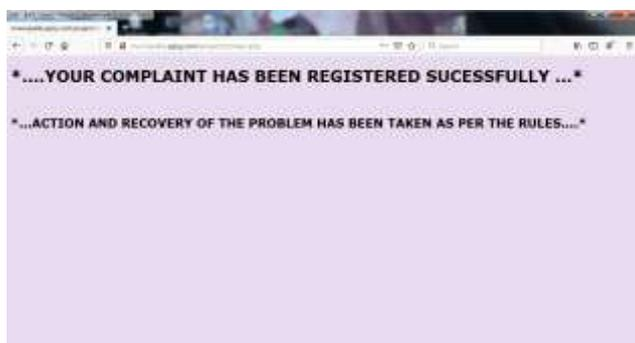 *....YOUR COMPLAINT HAS BEEN REGISTERED SUCESSFULLY ...*
*...ACTION AND RECOVERY OF THE PROBLEM HAS BEEN TAKEN AS PER THE RULES....*